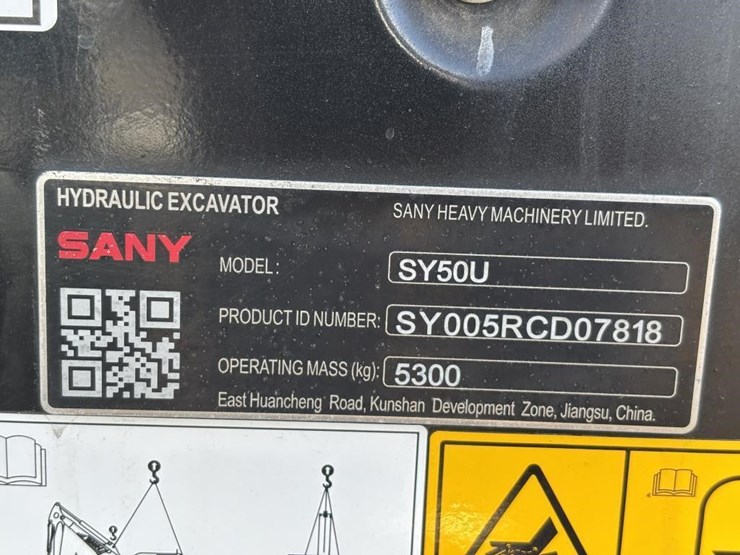 HYDRAULIC EXCAVATOR
SANY HEAVY MACHINERY LIMITED.
SANY
MODEL: SY50U
PRODUCT ID NUMBER: SY005RCD07818
OPERATING MASS (kg): 5300
East Huancheng Road, Kunshan Development Zone, Jiangsu, China.